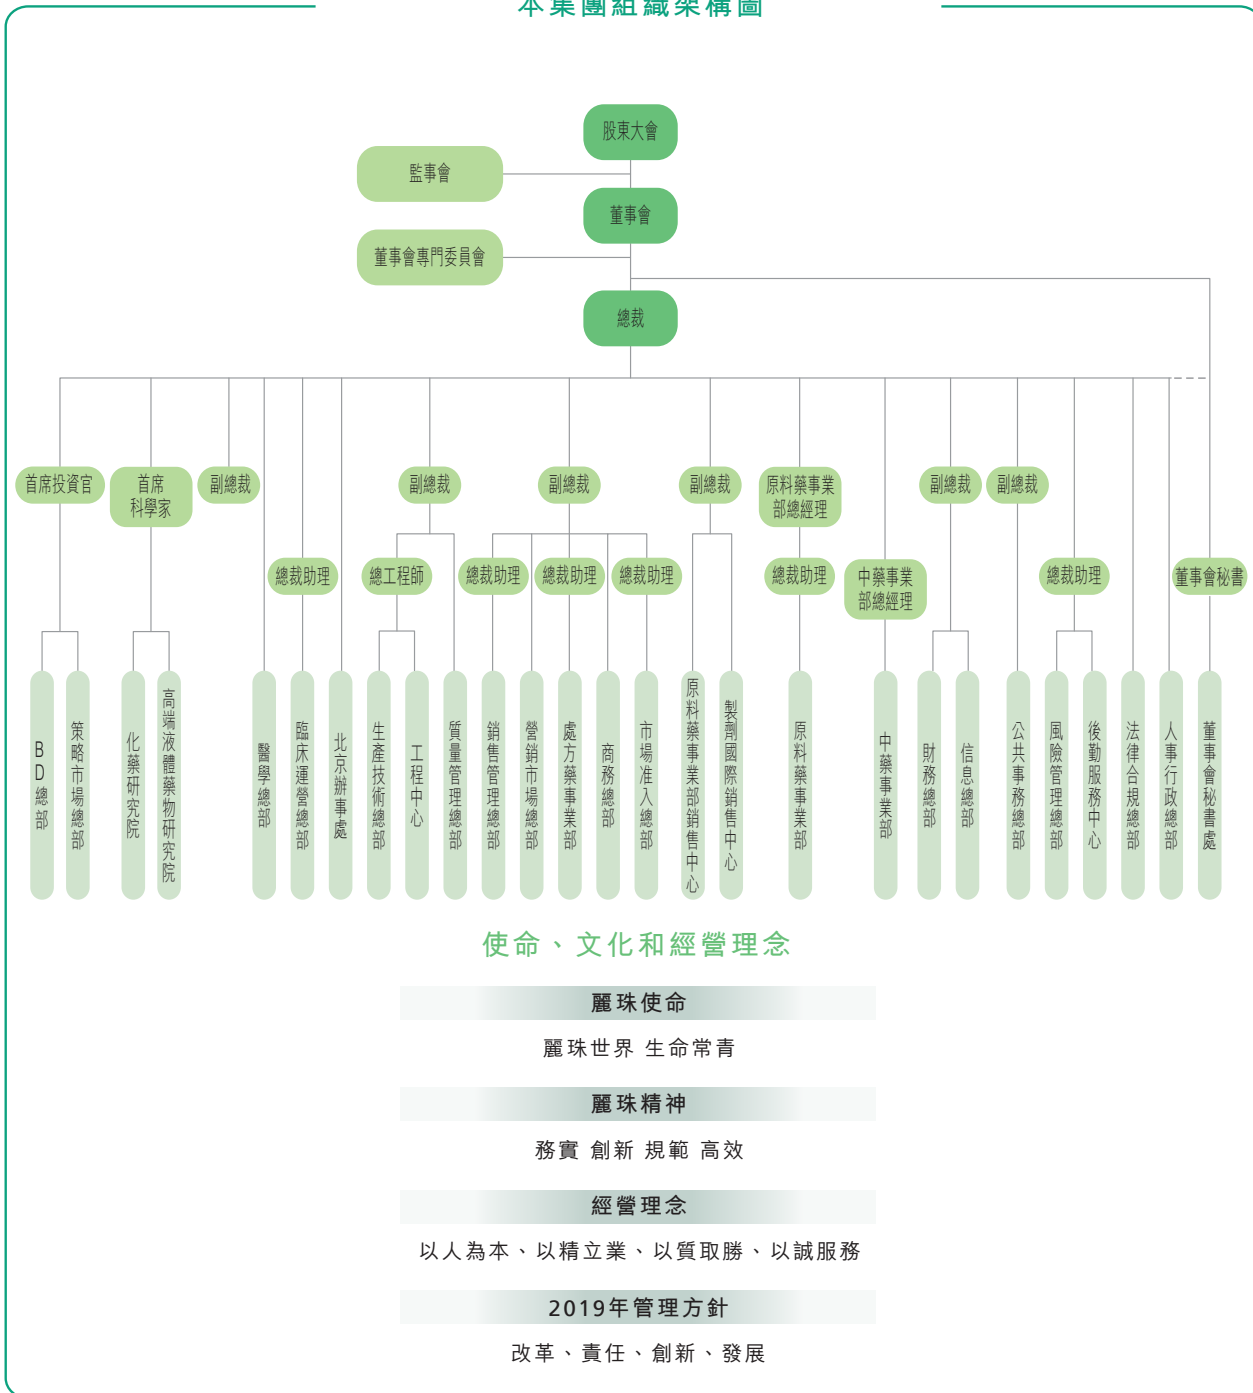 本集團組織架構圖
股東大會
監事會
董事會
董事會專門委員會
總裁
首席投資官
首席
科學家
副總裁
副總裁
副總裁
副總裁
原料藥事業
部總經理
副總裁
副總裁
總裁助理
總工程師
總裁助理
總裁助理
總裁助理
總裁助理
中藥事業
部總經理
總裁助理
董事會秘書
BD總部
策略市場總部
化藥研究院
高端液體藥物研究院
醫學總部
臨床運營總部
北京辦事處
生產技術總部
工程中心
質量管理總部
銷售管理總部
營銷市場總部
處方藥事業部
商務總部
市場准入總部
原料藥事業部銷售中心
製劑國際銷售中心
原料藥事業部
中藥事業部
財務總部
信息總部
公共事務總部
風險管理總部
後勤服務中心
法律合規總部
人事行政總部
董事會秘書處
使命、文化和經營理念
麗珠使命
麗珠世界 生命常青
麗珠精神
務實 創新 規範 高效
經營理念
以人為本、以精立業、以質取勝、以誠服務
2019年管理方針
改革、責任、創新、發展